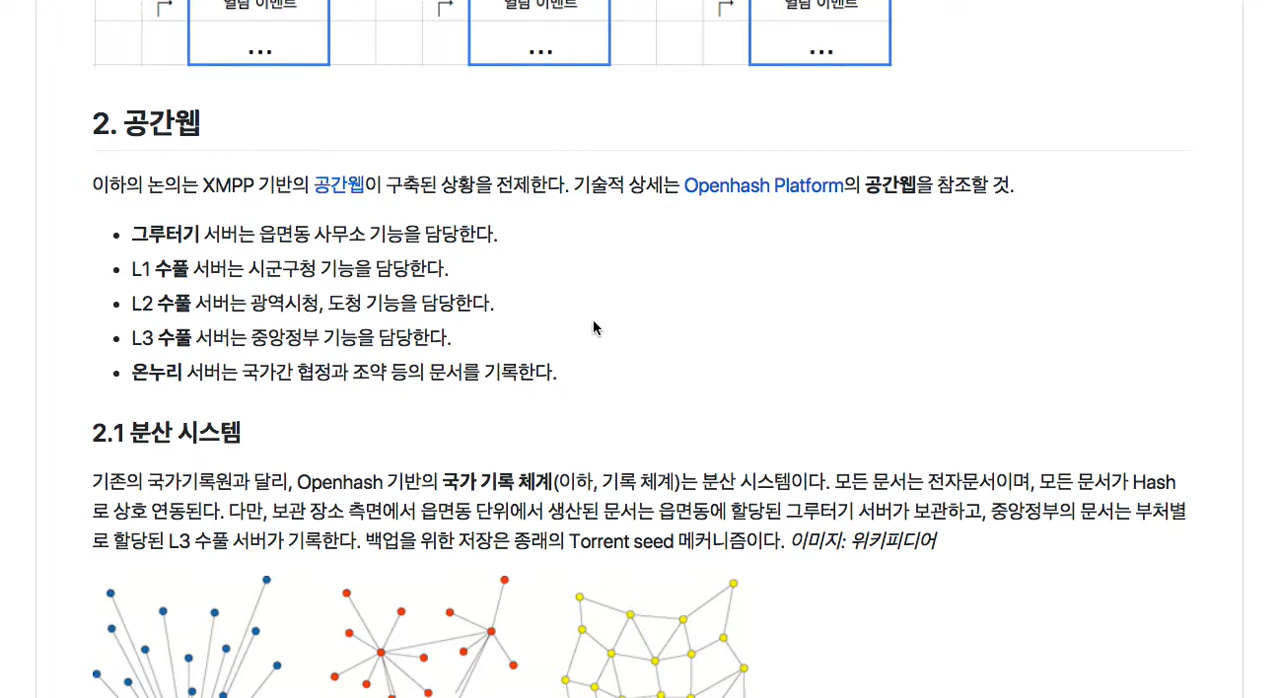 열람 이벤트 열람 이벤트 열람 이벤트
... ... ...
2. 공간웹
이하의 논의는 XMPP 기반의 공간웹이 구축된 상황을 전제한다. 기술적 상세는 Openhash Platform의 공간웹을 참조할 것.
• 그루터기 서버는 읍면동 사무소 기능을 담당한다.
• L1 수풀 서버는 시군구청 기능을 담당한다.
• L2 수풀 서버는 광역시청, 도청 기능을 담당한다.
• L3 수풀 서버는 중앙정부 기능을 담당한다.
• 온누리 서버는 국가간 협정과 조약 등의 문서를 기록한다.
2.1 분산 시스템
기존의 국가기록원과 달리, Openhash 기반의 국가 기록 체계(이하, 기록 체계)는 분산 시스템이다. 모든 문서는 전자문서이며, 모든 문서가 Hash
로 상호 연동된다. 다만, 보관 장소 측면에서 읍면동 단위에서 생산된 문서는 읍면동에 할당된 그루터기 서버가 보관하고, 중앙정부의 문서는 부처별
로 할당된 L3 수풀 서버가 기록한다. 백업을 위한 저장은 종래의 Torrent seed 메커니즘이다. 이미지: 위키피디어